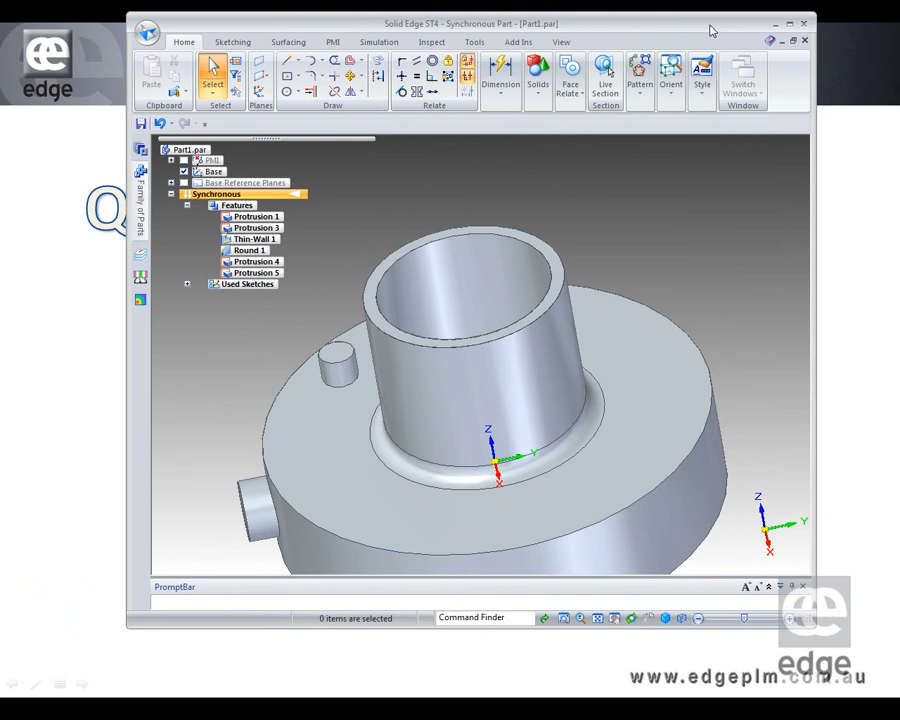 Solid Edge ST4 - Synchronous Part - [Part1.par]
Home Sketching Surfacing PMI Simulation Inspect Tools Add Ins View
Paste Select Dimension Solids Face Relate Live Section Pattern Orient Style Switch Windows
Clipboard Select Planes Draw Relate Section Window
edge
Part1.par
PMI
Base
Base Reference Planes
Synchronous
Features
Protrusion 1
Protrusion 3
Thin-Wall 1
Round 1
Protrusion 4
Protrusion 5
Used Sketches
Family of Parts
Q
Z
Y
X
Z
Y
X
PromptBar
0 items are selected
Command Finder
edge
www.edgeplm.com.au